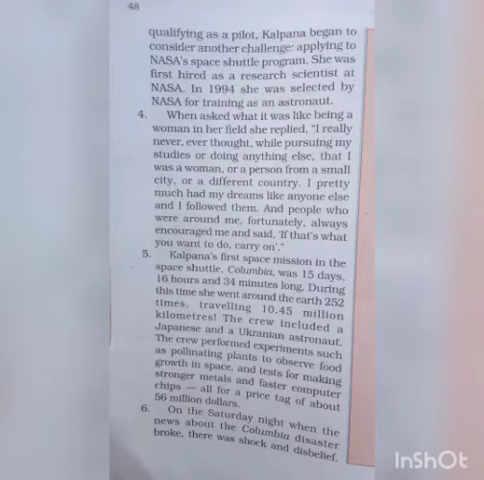 48
qualifying as a pilot, Kalpana began to
consider another challenge: applying to
NASA's space shuttle program. She was
first hired as a research scientist at
NASA. In 1994 she was selected by
NASA for training as an astronaut.
4. When asked what it was like being a
woman in her field she replied, "I really
never, ever thought, while pursuing my
studies or doing anything else, that I
was a woman, or a person from a small
city, or a different country. I pretty
much had my dreams like anyone else
and I followed them. And people who
were around me, fortunately, always
encouraged me and said, 'If that's what
you want to do, carry on'."
5. Kalpana's first space mission in the
space shuttle, Columbia, was 15 days,
16 hours and 34 minutes long. During
this time she went around the earth 252
times, travelling 10.45 million
kilometres! The crew included a
Japanese and a Ukranian astronaut.
The crew performed experiments such
as pollinating plants to observe food
growth in space, and tests for making
stronger metals and faster computer
chips — all for a price tag of about
56 million dollars.
6. On the Saturday night when the
news about the Columbia disaster
broke, there was shock and disbelief.
InShOt